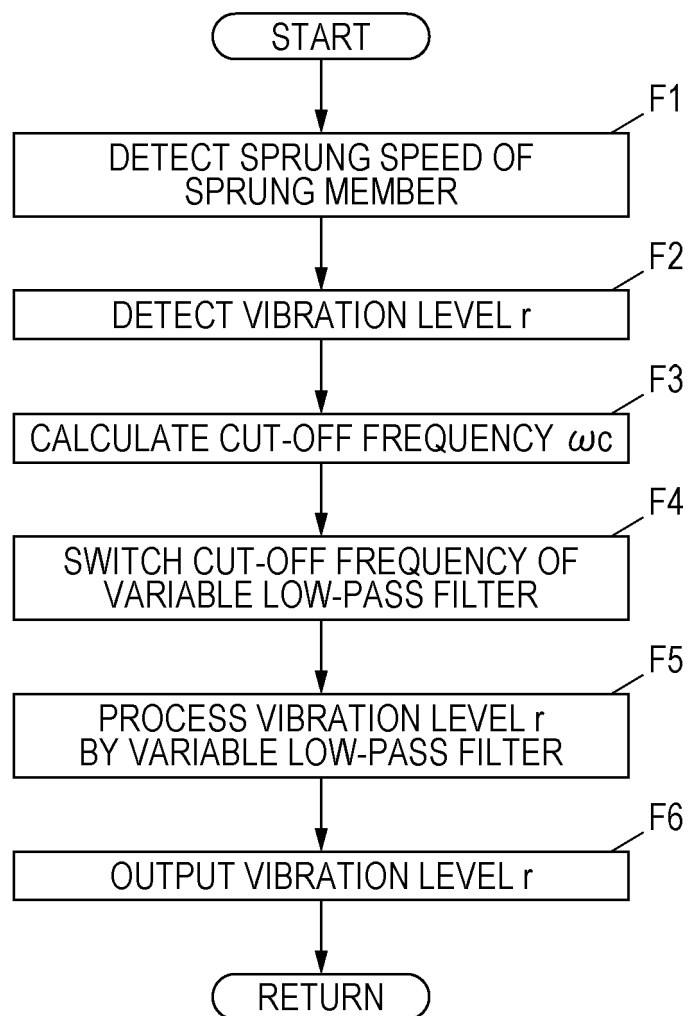 START
F1
DETECT SPRUNG SPEED OF
SPRUNG MEMBER
F2
DETECT VIBRATION LEVEL r
F3
CALCULATE CUT-OFF FREQUENCY ωc
F4
SWITCH CUT-OFF FREQUENCY OF
VARIABLE LOW-PASS FILTER
F5
PROCESS VIBRATION LEVEL r
BY VARIABLE LOW-PASS FILTER
F6
OUTPUT VIBRATION LEVEL r
RETURN